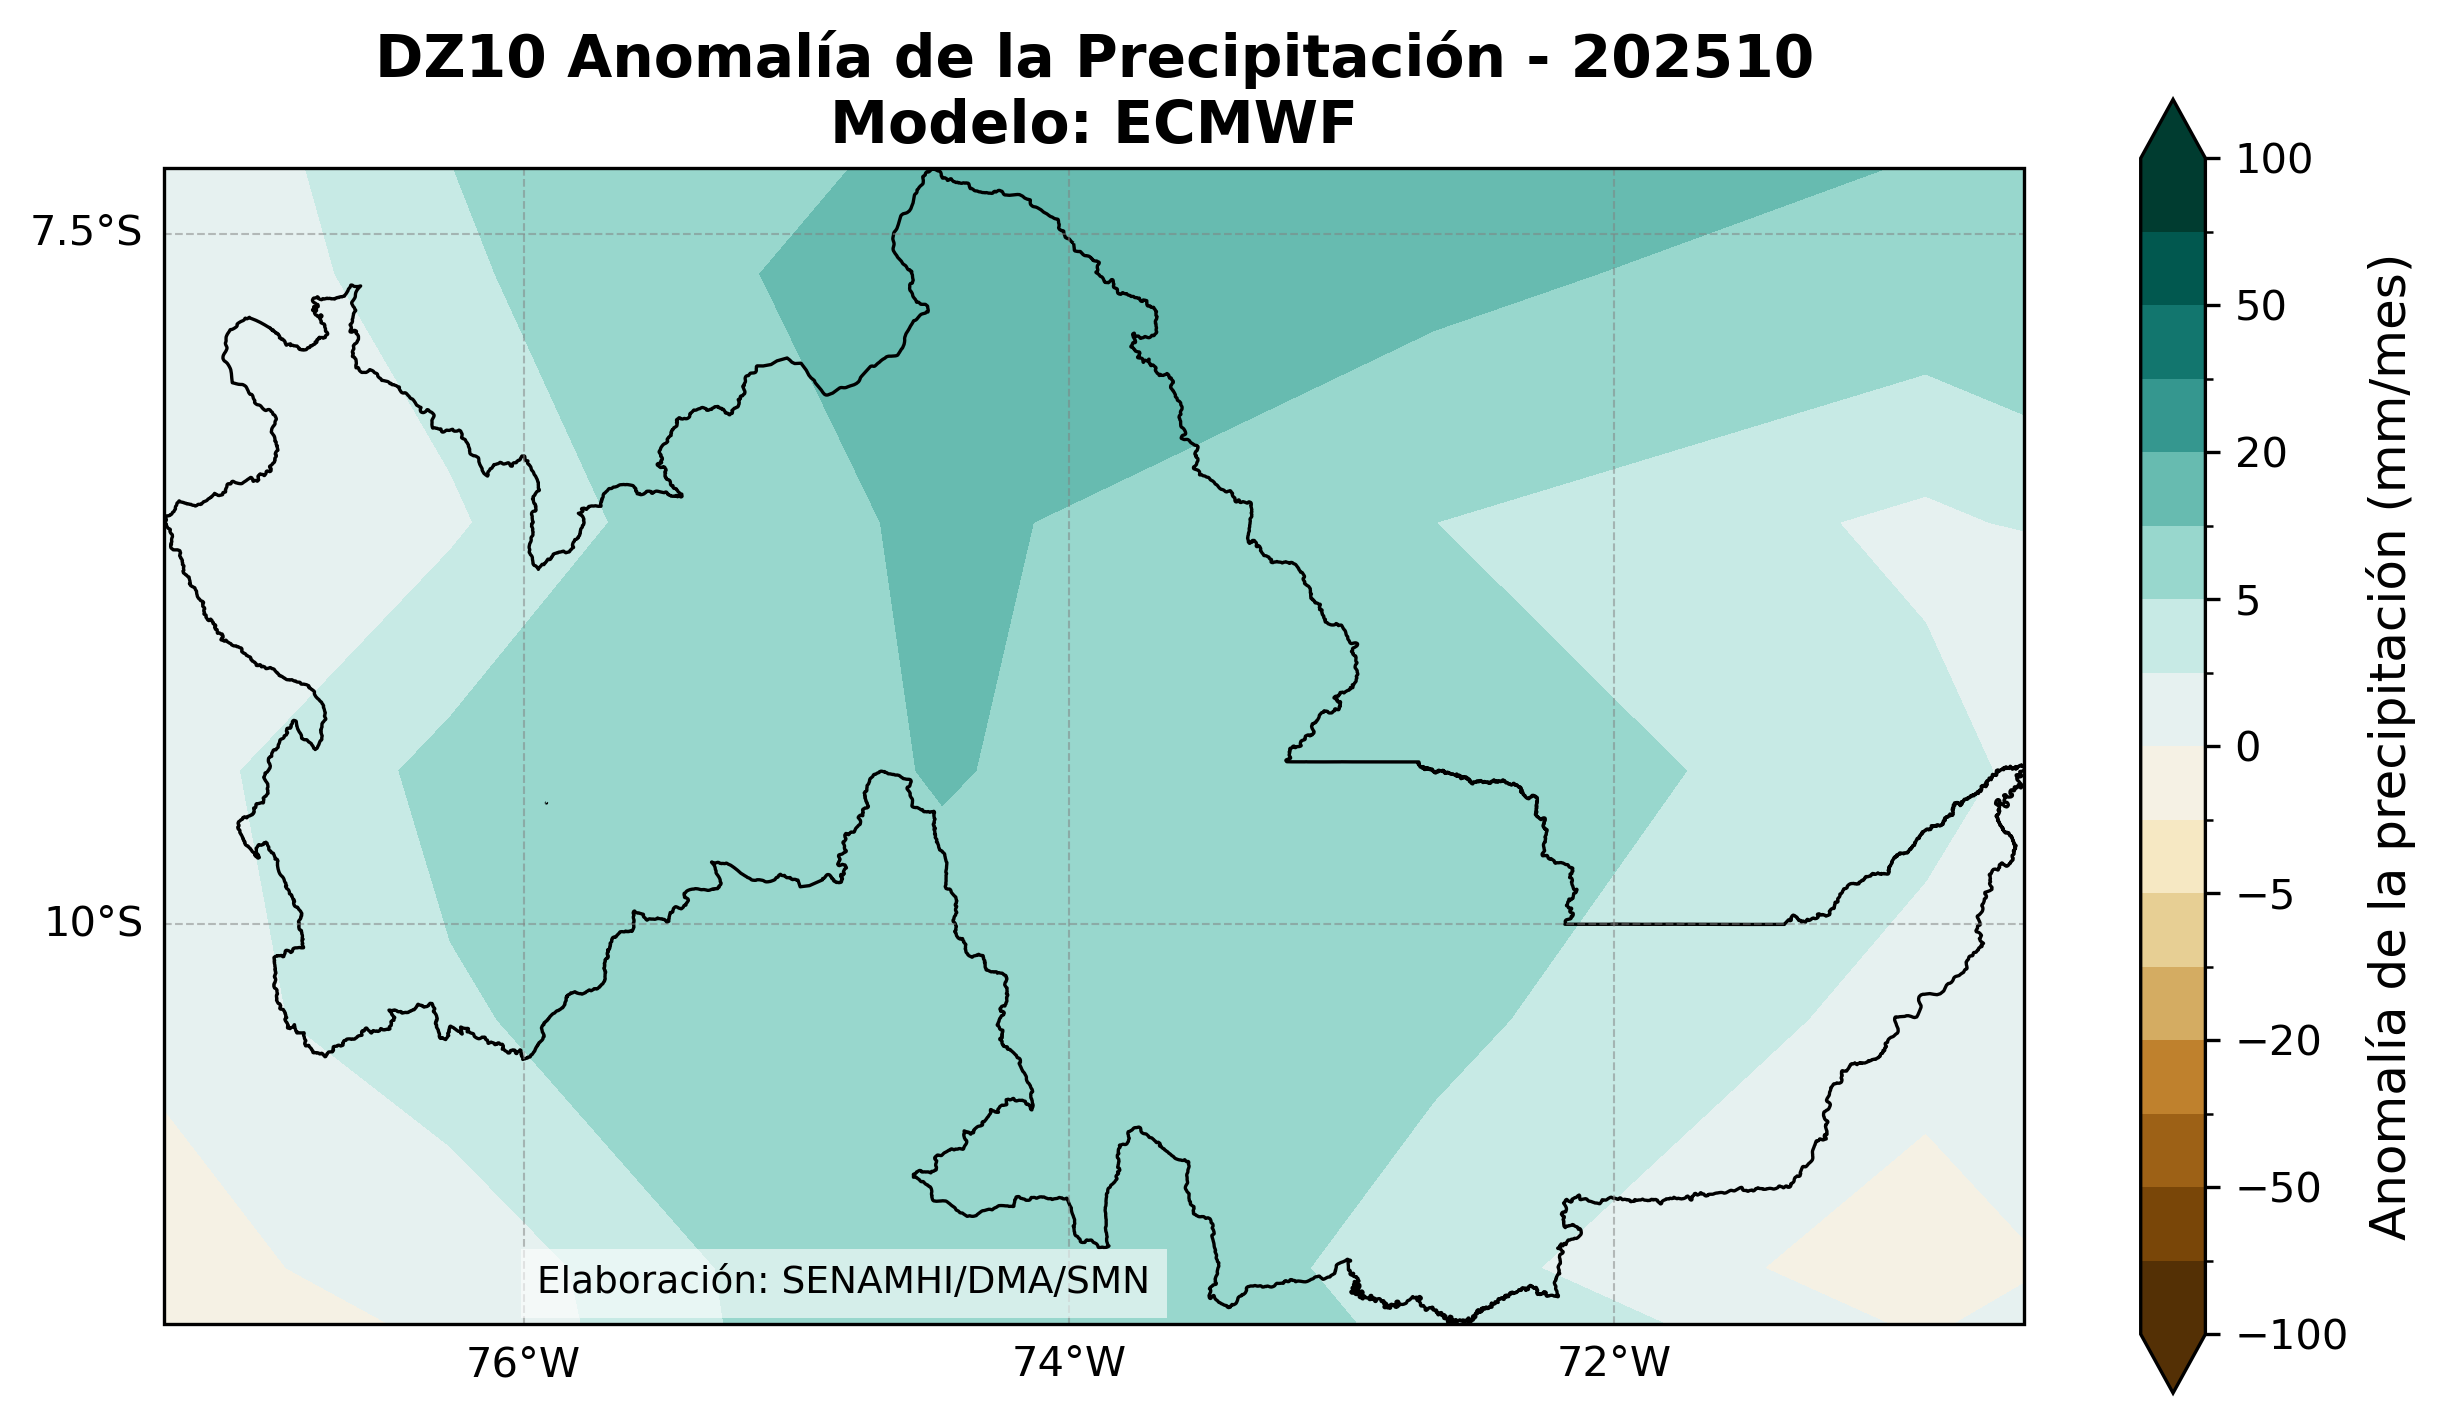 DZ10 Anomalía de la Precipitación - 202510
Modelo: ECMWF
7.5°S
10°S
76°W
74°W
72°W
Elaboración: SENAMHI/DMA/SMN
100
50
20
5
0
−5
−20
−50
−100
Anomalía de la precipitación (mm/mes)